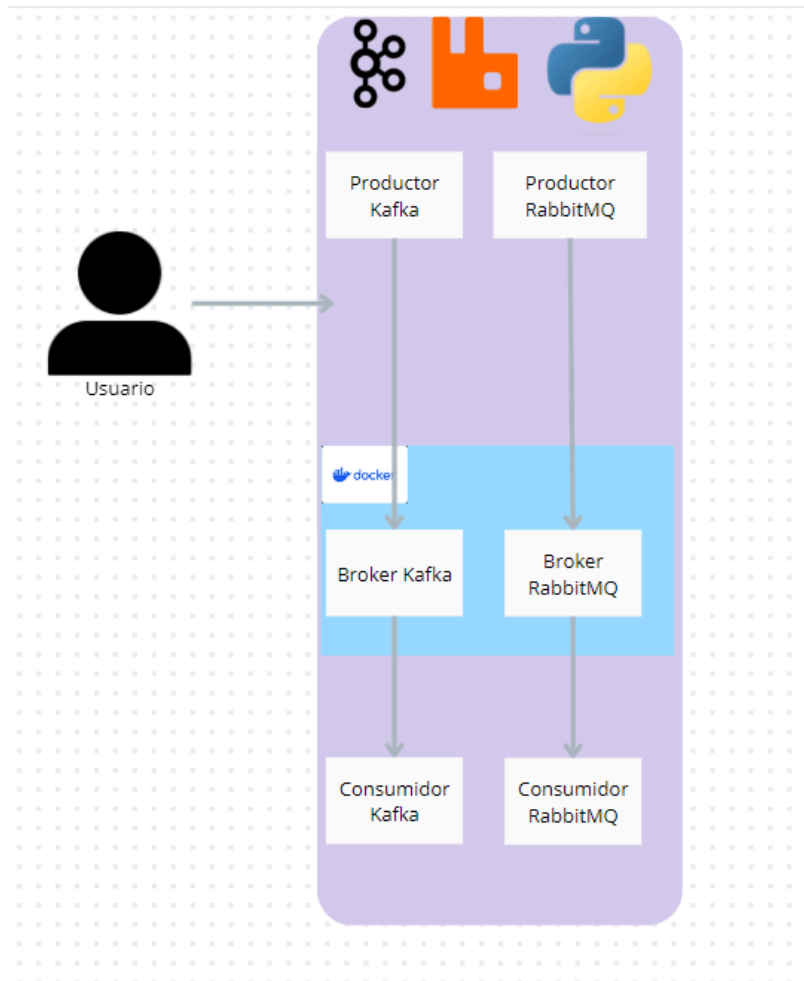 Productor
Kafka
Productor
RabbitMQ
Usuario
docker
Broker Kafka
Broker
RabbitMQ
Consumidor
Kafka
Consumidor
RabbitMQ